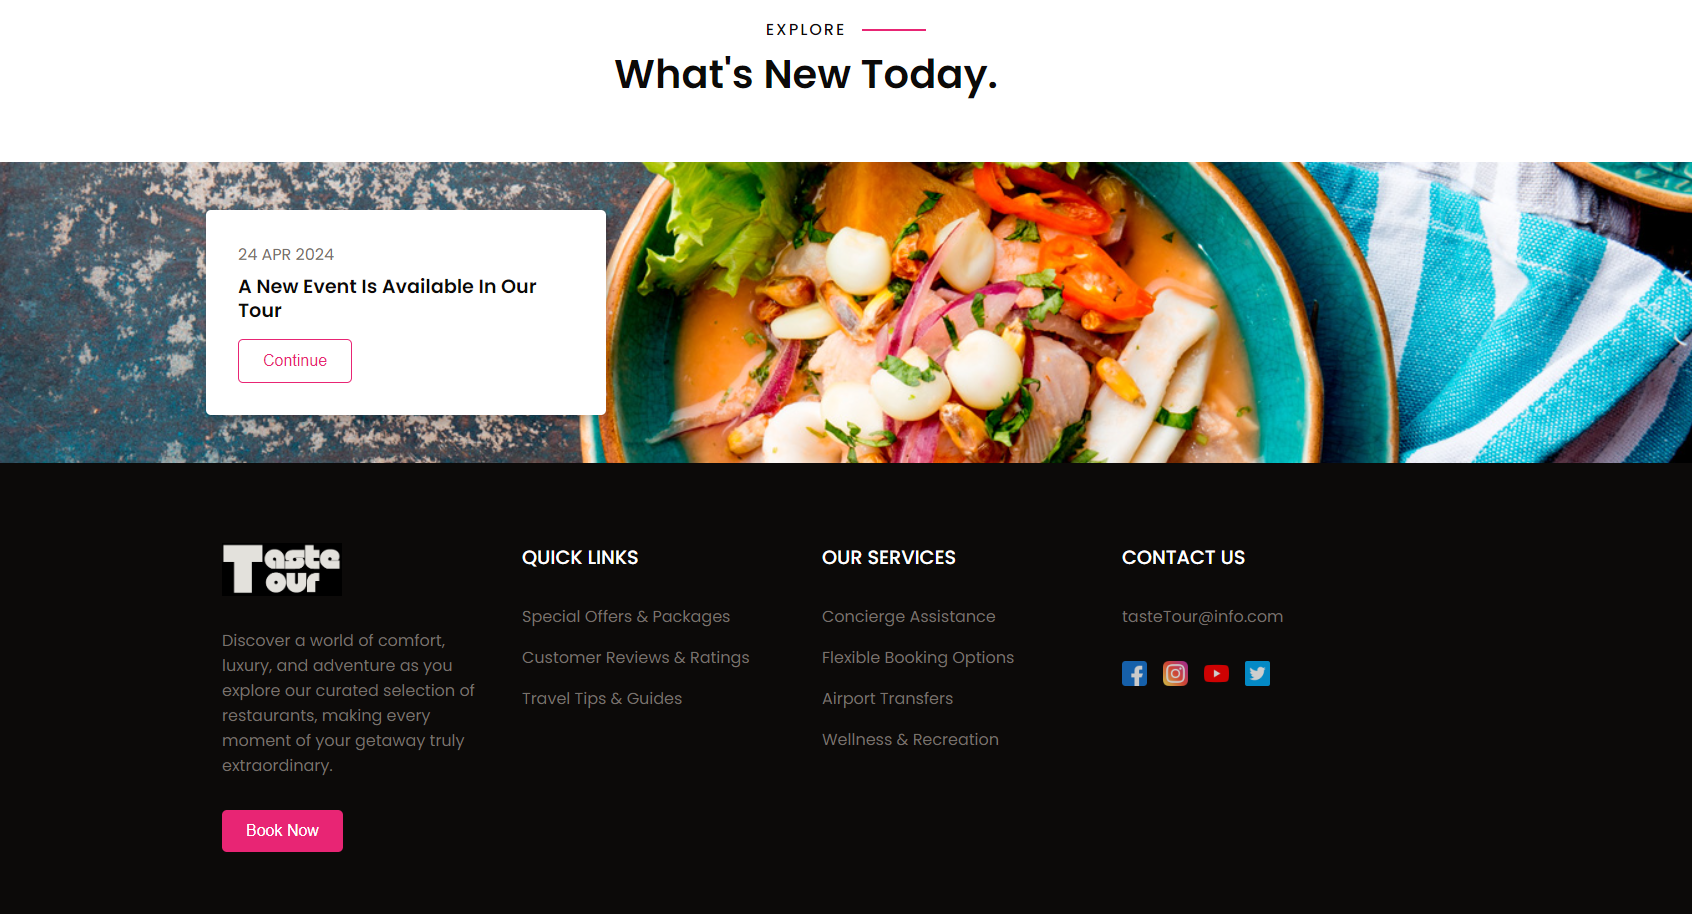 EXPLORE
What's New Today.
24 APR 2024
A New Event Is Available In Our
Tour
Continue
Taste
Tour
Discover a world of comfort,
luxury, and adventure as you
explore our curated selection of
restaurants, making every
moment of your getaway truly
extraordinary.
Book Now
QUICK LINKS
Special Offers & Packages
Customer Reviews & Ratings
Travel Tips & Guides
OUR SERVICES
Concierge Assistance
Flexible Booking Options
Airport Transfers
Wellness & Recreation
CONTACT US
tasteTour@info.com